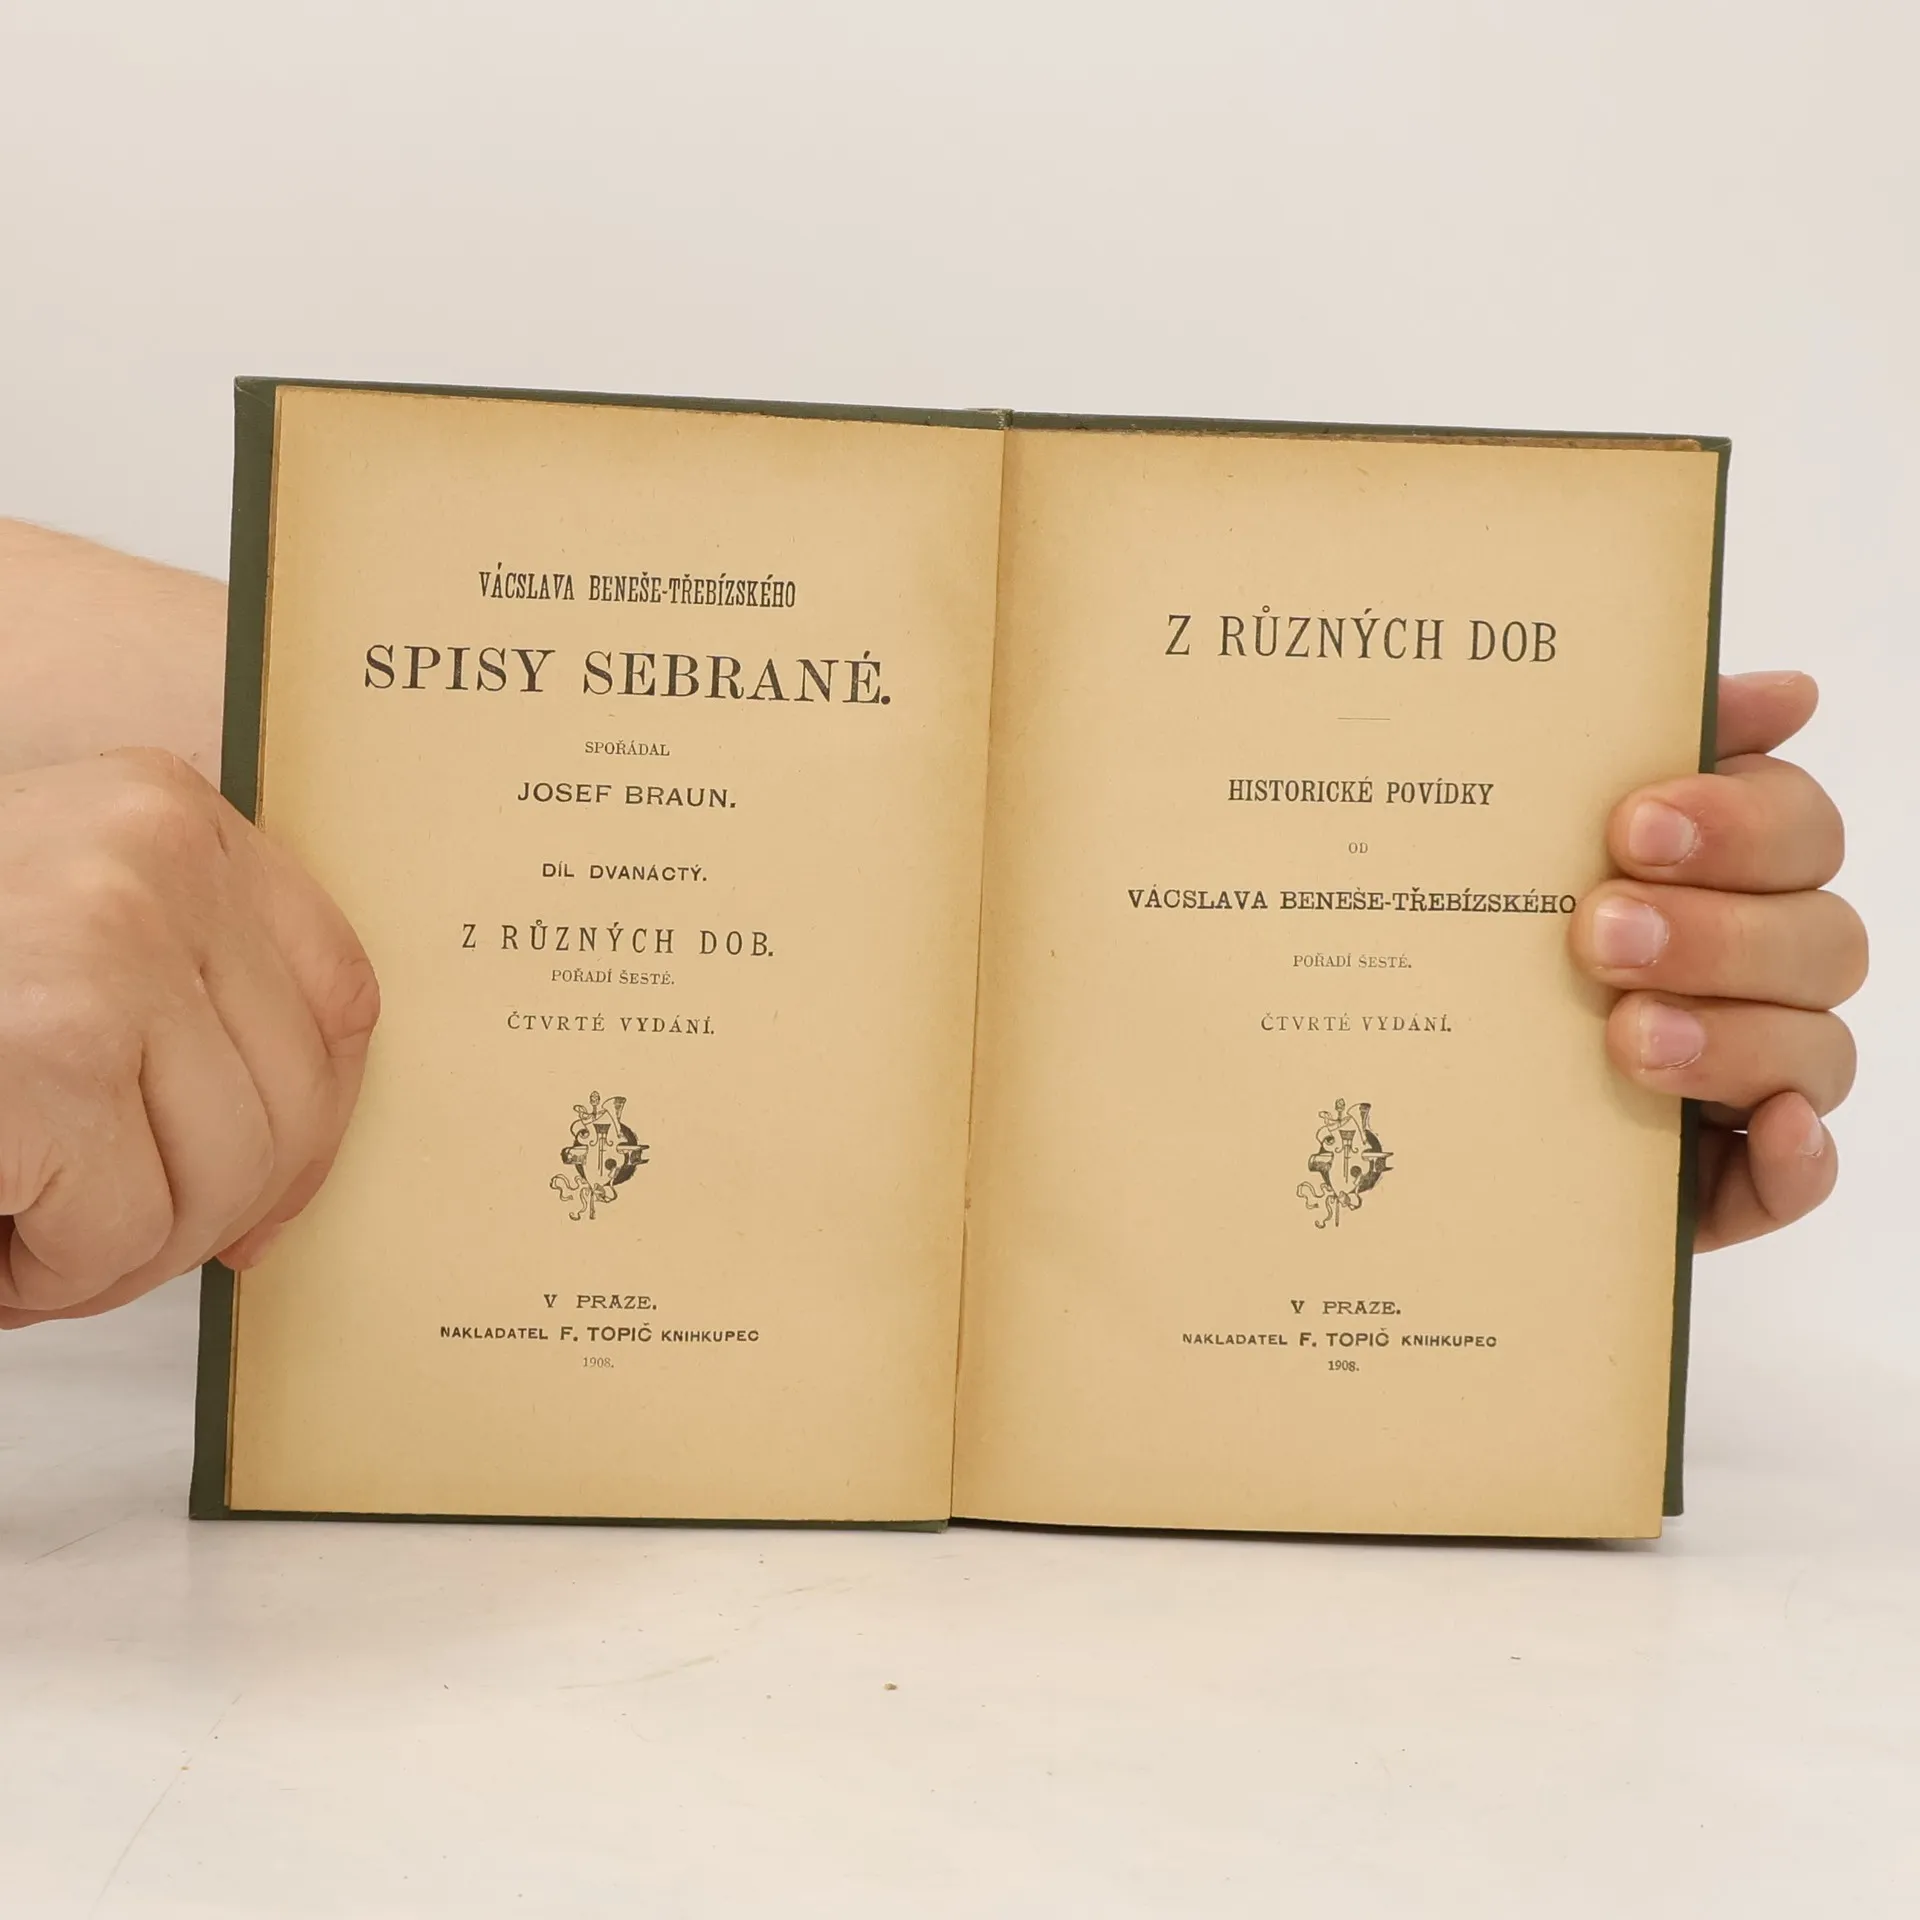 VÁCSLAVA BENEŠE-TŘEBÍZSKÉHO
SPISY SEBRANÉ.
SPOŘÁDAL
JOSEF BRAUN.
DÍL DVANÁCTÝ.
Z RŮZNÝCH DOB.
POŘADÍ ŠESTÉ.
ČTVRTÉ VYDÁNÍ.
V PRAZE.
NAKLADATEL F. TOPIČ KNIHKUPEC
1908.
Z RŮZNÝCH DOB
HISTORICKÉ POVÍDKY
OD
VÁCSLAVA BENEŠE-TŘEBÍZSKÉHO
POŘADÍ ŠESTÉ.
ČTVRTÉ VYDÁNÍ.
V PRAZE.
NAKLADATEL F. TOPIČ KNIHKUPEC
1908.